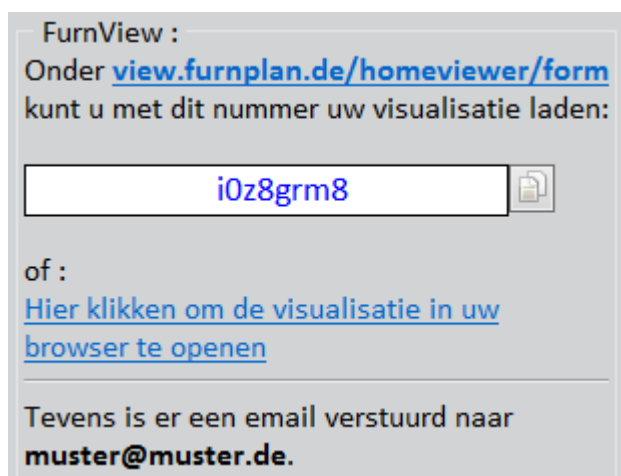 FurnView :
Onder view.furnplan.de/homeviewer/form
kunt u met dit nummer uw visualisatie laden:
i0z8grm8
of :
Hier klikken om de visualisatie in uw
browser te openen
Tevens is er een email verstuurd naar
muster@muster.de.